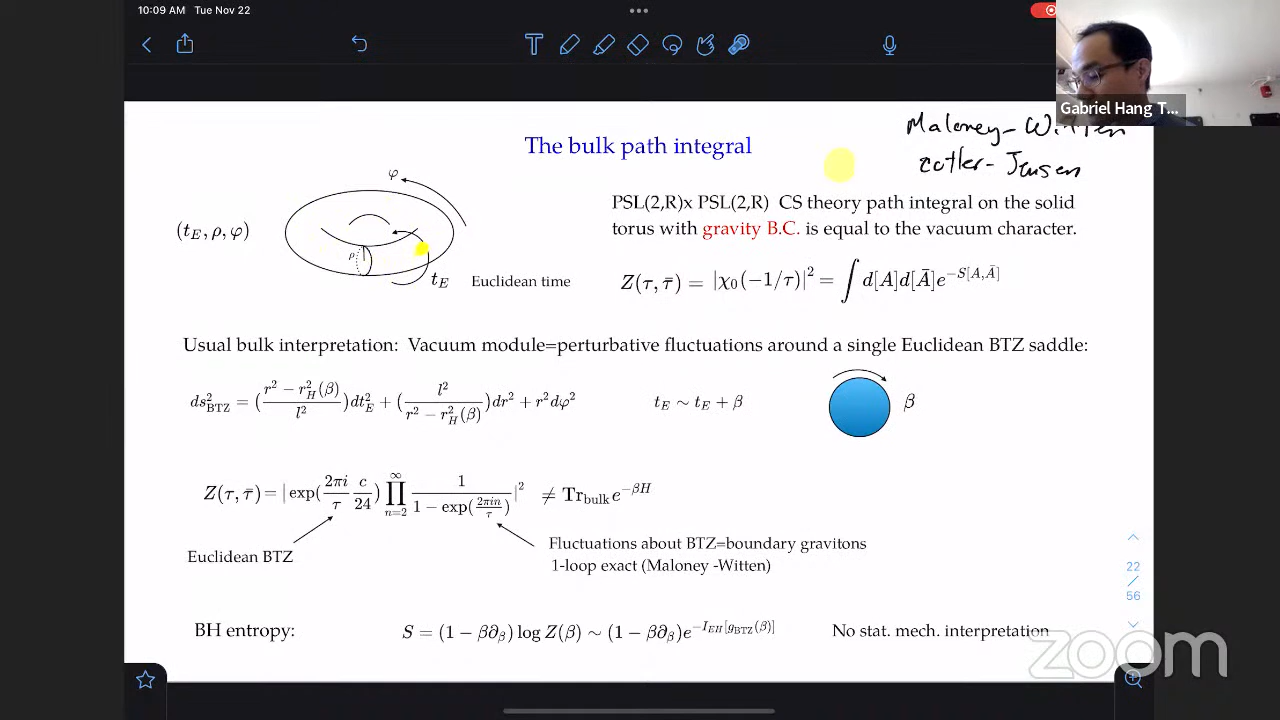 10:09 AM Tue Nov 22
Gabriel Hang T...
Maloney- Witten
The bulk path integral
Cotler- Jensen
φ
PSL(2,R)x PSL(2,R) CS theory path integral on the solid
(t_E, ρ, φ)
torus with gravity B.C. is equal to the vacuum character.
ρ
t_E Euclidean time
Z(τ, τ̄) = |χ₀(−1/τ)|² = ∫ d[A]d[Ā]e^{−S[A,Ā]}
Usual bulk interpretation: Vacuum module=perturbative fluctuations around a single Euclidean BTZ saddle:
ds²_BTZ = ((r² − r²_H(β))/l²)dt²_E + (l²/(r² − r²_H(β)))dr² + r²dφ² t_E ∼ t_E + β β
Z(τ, τ̄) = |exp((2πi/τ)(c/24)) ∏_{n=2}^{∞} 1/(1 − exp(2πin/τ))|² ≠ Tr_bulk e^{−βH}
Euclidean BTZ
Fluctuations about BTZ=boundary gravitons
1-loop exact (Maloney -Witten)
22
/
56
BH entropy: S = (1 − β∂_β) log Z(β) ∼ (1 − β∂_β)e^{−I_EH[g_BTZ(β)]} No stat. mech. interpretation
zoom